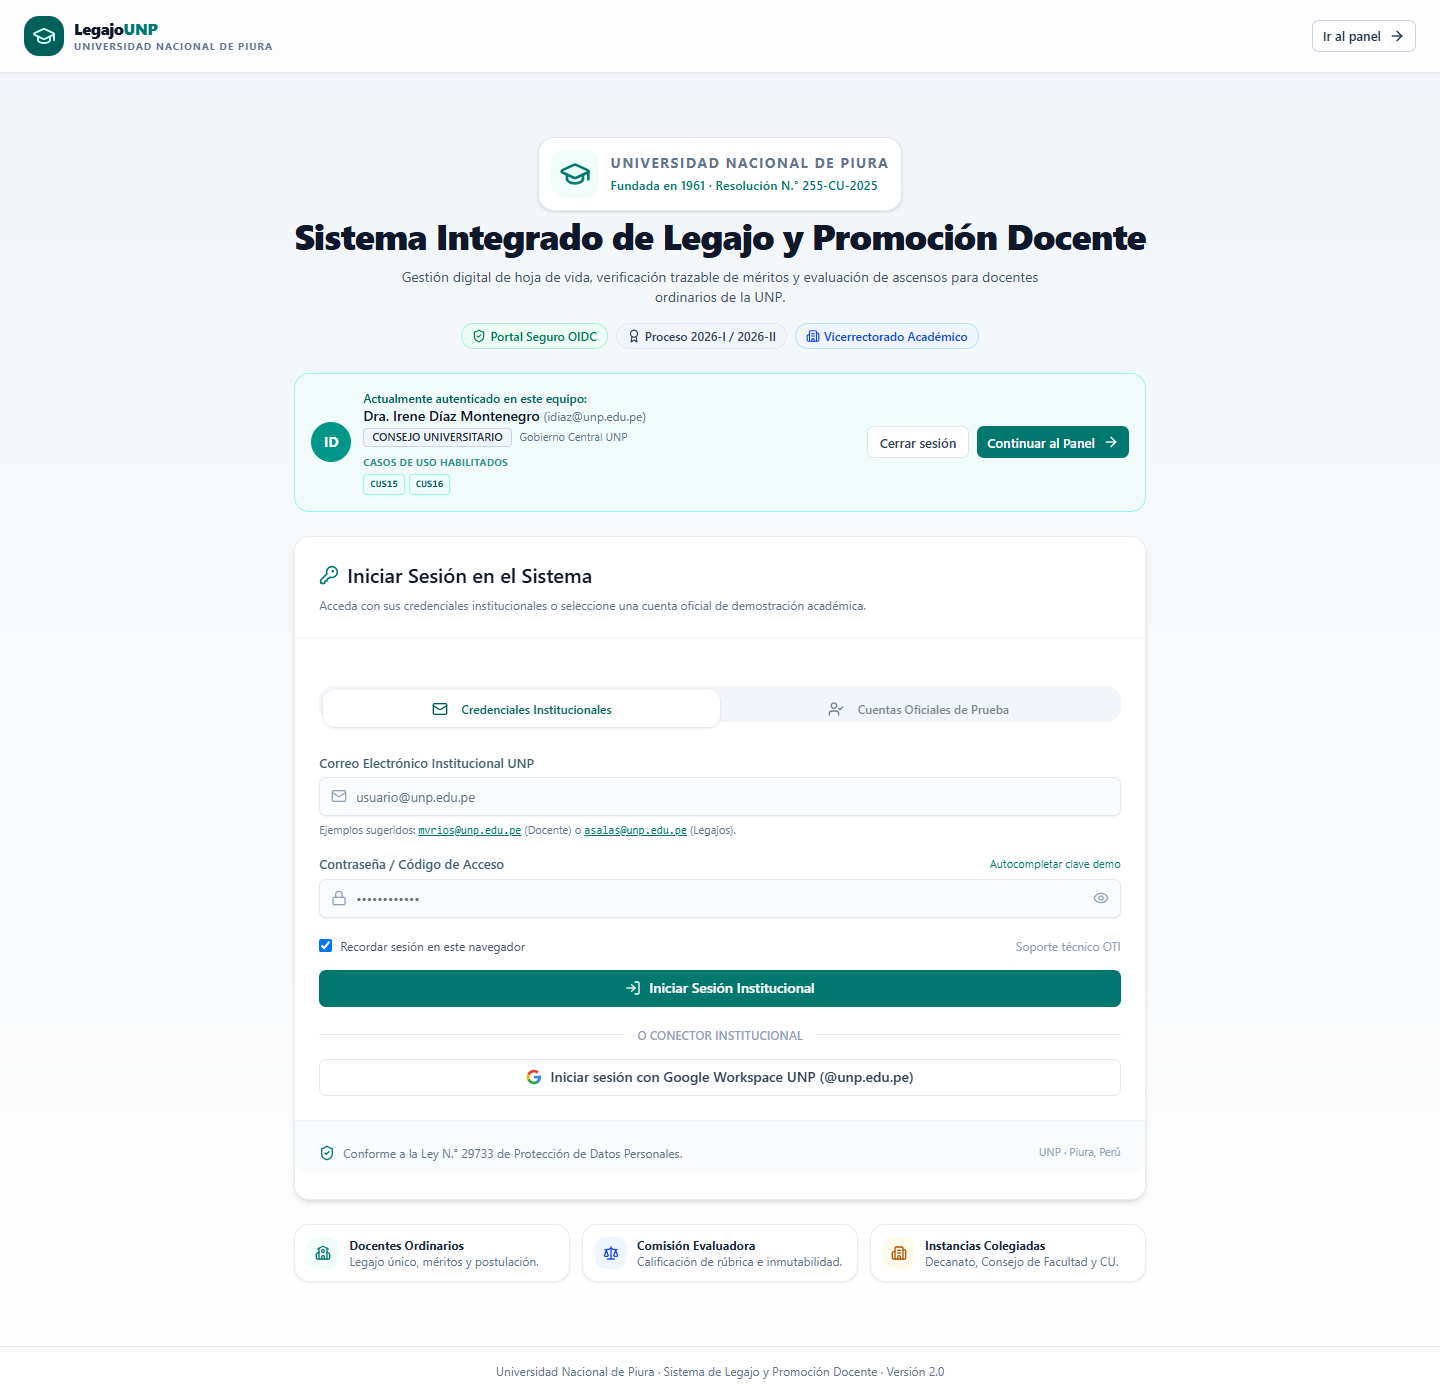 LegajoUNP
UNIVERSIDAD NACIONAL DE PIURA
Ir al panel
UNIVERSIDAD NACIONAL DE PIURA
Fundada en 1961 · Resolución N.° 255-CU-2025
Sistema Integrado de Legajo y Promoción Docente
Gestión digital de hoja de vida, verificación trazable de méritos y evaluación de ascensos para docentes
ordinarios de la UNP.
Portal Seguro OIDC
Proceso 2026-I / 2026-II
Vicerrectorado Académico
Actualmente autenticado en este equipo:
ID
Dra. Irene Díaz Montenegro (idiaz@unp.edu.pe)
CONSEJO UNIVERSITARIO Gobierno Central UNP
CASOS DE USO HABILITADOS
CUS15 CUS16
Cerrar sesión
Continuar al Panel
Iniciar Sesión en el Sistema
Acceda con sus credenciales institucionales o seleccione una cuenta oficial de demostración académica.
Credenciales Institucionales
Cuentas Oficiales de Prueba
Correo Electrónico Institucional UNP
usuario@unp.edu.pe
Ejemplos sugeridos: mvrios@unp.edu.pe (Docente) o asalas@unp.edu.pe (Legajos).
Contraseña / Código de Acceso
Autocompletar clave demo
••••••••••••
Recordar sesión en este navegador
Soporte técnico OTI
Iniciar Sesión Institucional
O CONECTOR INSTITUCIONAL
Iniciar sesión con Google Workspace UNP (@unp.edu.pe)
Conforme a la Ley N.° 29733 de Protección de Datos Personales.
UNP · Piura, Perú
Docentes Ordinarios
Legajo único, méritos y postulación.
Comisión Evaluadora
Calificación de rúbrica e inmutabilidad.
Instancias Colegiadas
Decanato, Consejo de Facultad y CU.
Universidad Nacional de Piura · Sistema de Legajo y Promoción Docente · Versión 2.0